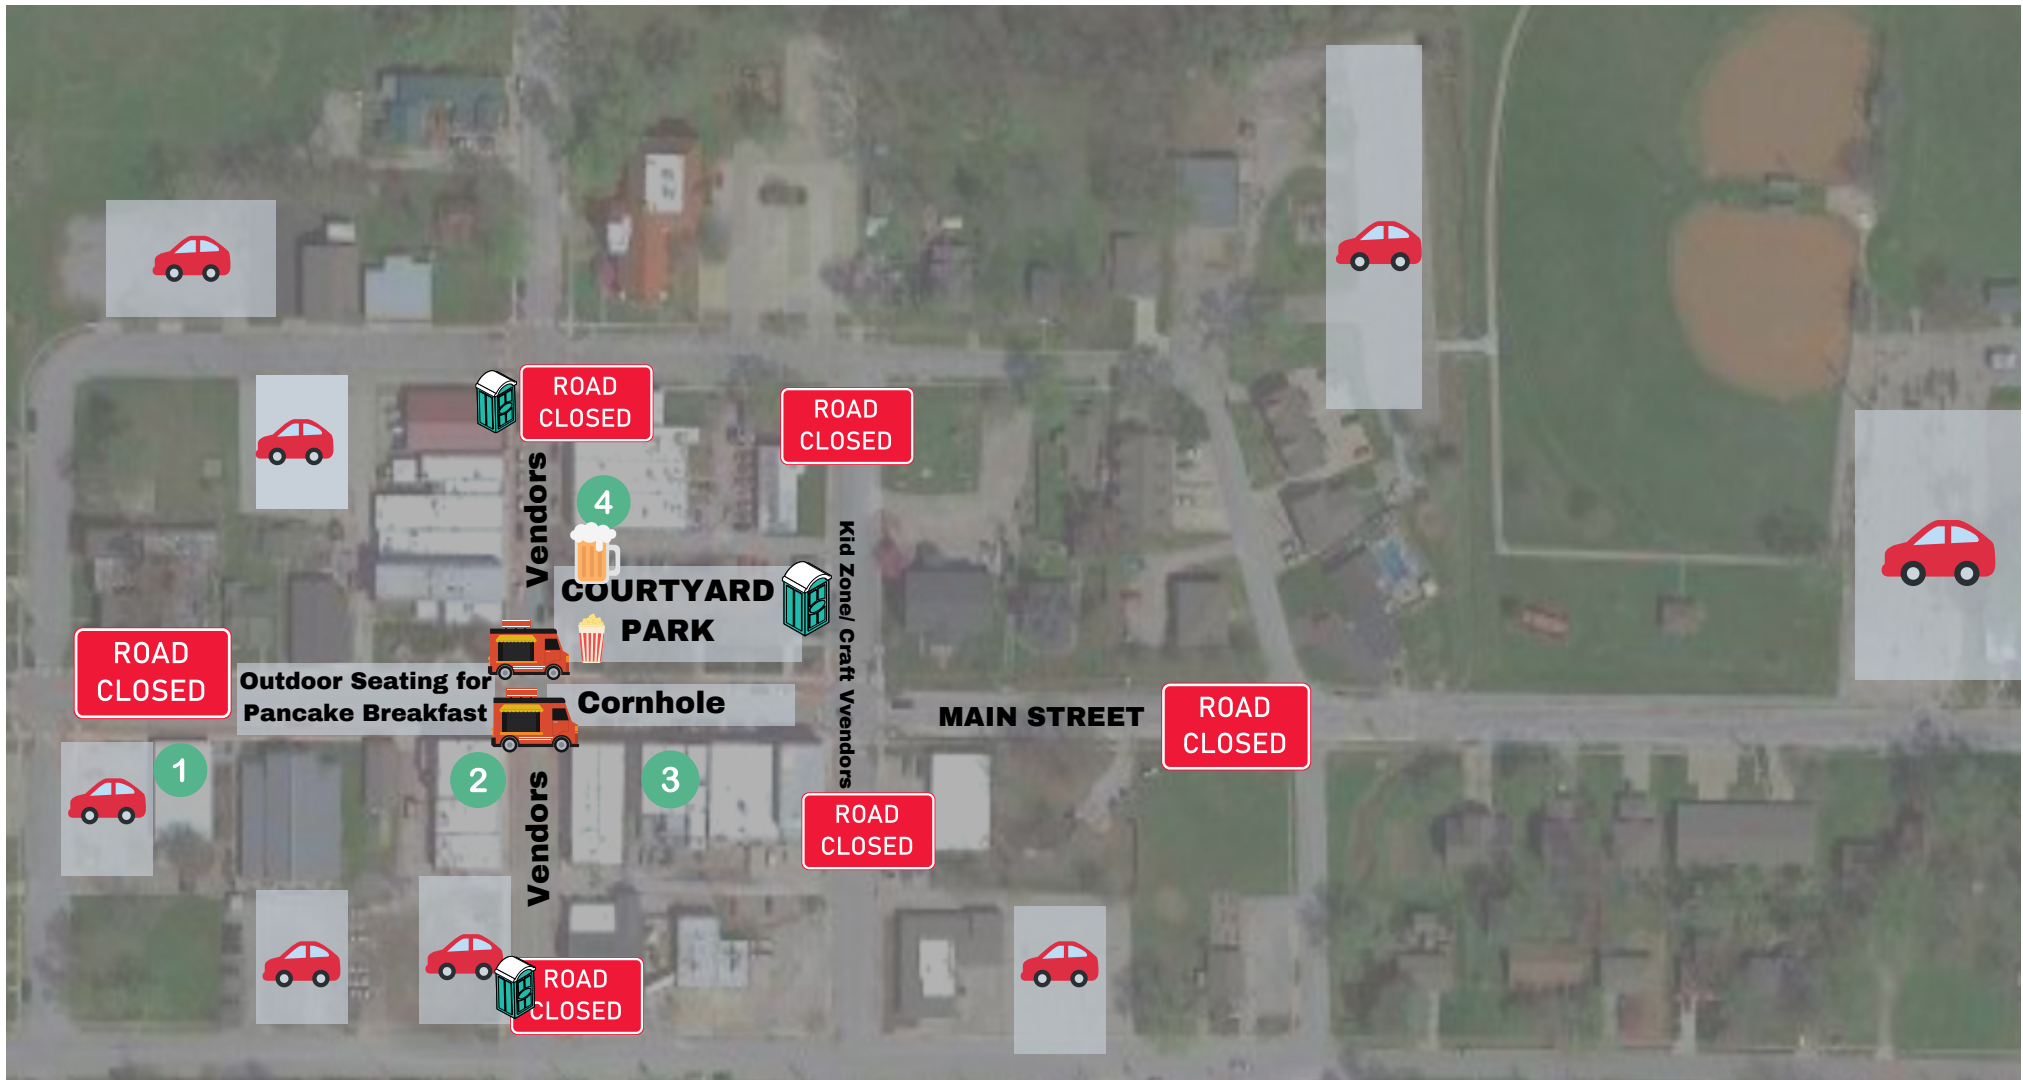 ROAD
CLOSED
ROAD
CLOSED
Vendors
4
Kid Zone/ Craft Vvendors
COURTYARD
PARK
ROAD
CLOSED
Outdoor Seating for
Pancake Breakfast
Cornhole
MAIN STREET
ROAD
CLOSED
1
2
3
Vendors
ROAD
CLOSED
ROAD
CLOSED